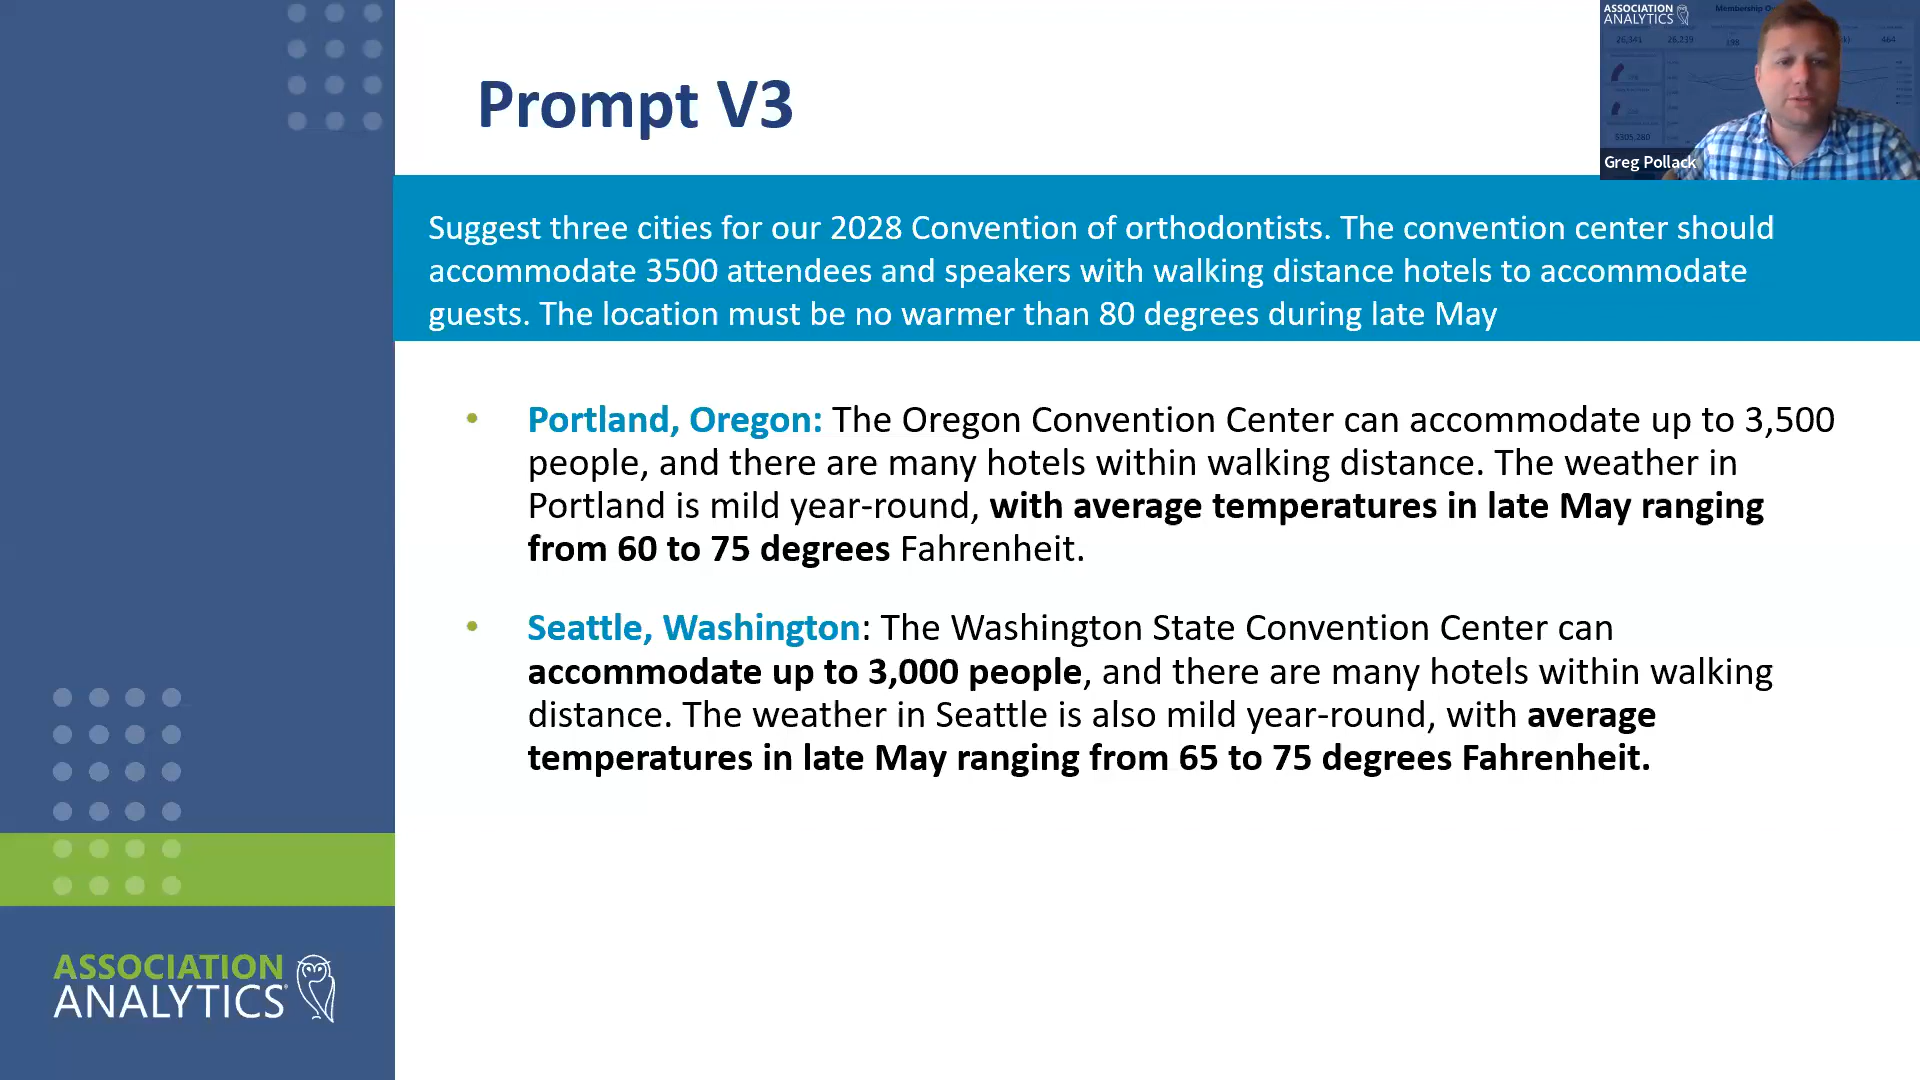 Prompt V3
ASSOCIATION
ANALYTICS
Greg Pollack
Suggest three cities for our 2028 Convention of orthodontists. The convention center should
accommodate 3500 attendees and speakers with walking distance hotels to accommodate
guests. The location must be no warmer than 80 degrees during late May
• Portland, Oregon: The Oregon Convention Center can accommodate up to 3,500
people, and there are many hotels within walking distance. The weather in
Portland is mild year-round, with average temperatures in late May ranging
from 60 to 75 degrees Fahrenheit.
• Seattle, Washington: The Washington State Convention Center can
accommodate up to 3,000 people, and there are many hotels within walking
distance. The weather in Seattle is also mild year-round, with average
temperatures in late May ranging from 65 to 75 degrees Fahrenheit.
ASSOCIATION
ANALYTICS